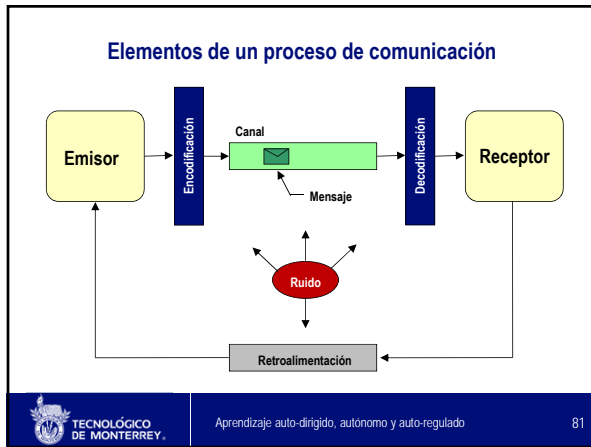 Elementos de un proceso de comunicación
Emisor
Encodificación
Canal
Mensaje
Decodificación
Receptor
Ruido
Retroalimentación
TECNOLÓGICO
DE MONTERREY.
Aprendizaje auto-dirigido, autónomo y auto-regulado
81